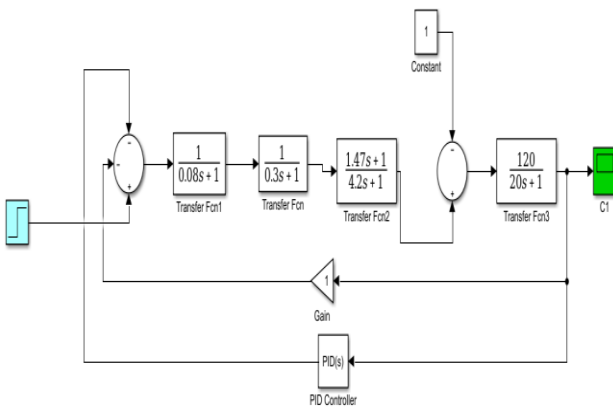 1
Constant
-
-
+
1
0.08s + 1
Transfer Fcn1
1
0.3s + 1
Transfer Fcn
1.47s + 1
4.2s + 1
Transfer Fcn2
-
+
120
20s + 1
Transfer Fcn3
C1
1
Gain
PID(s)
PID Controller